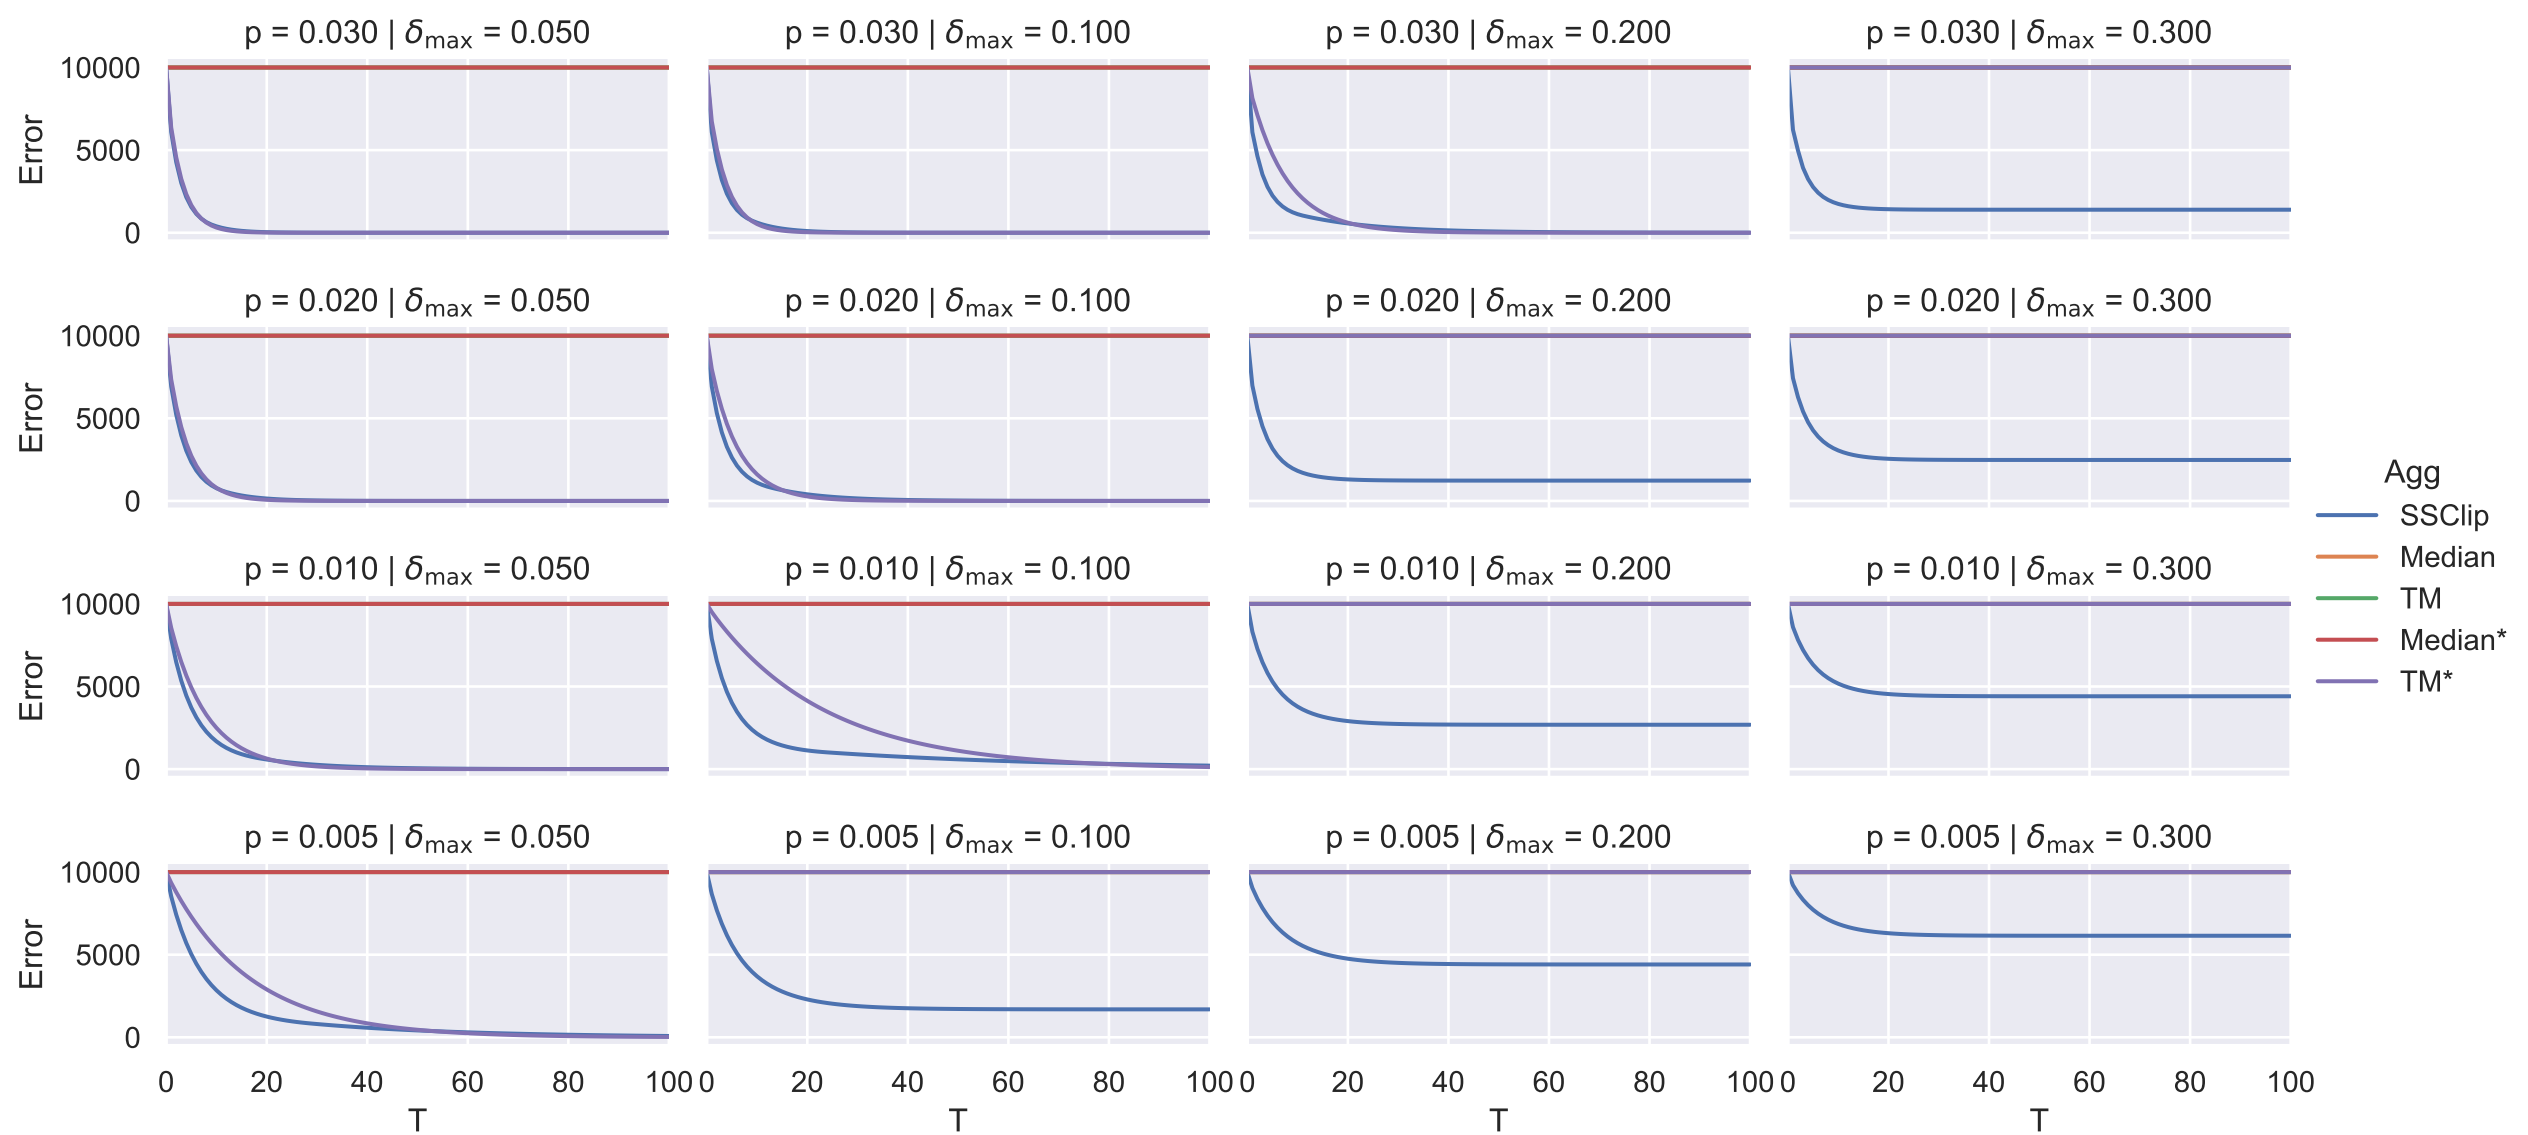 p = 0.030 | δmax = 0.050
p = 0.030 | δmax = 0.100
p = 0.030 | δmax = 0.200
p = 0.030 | δmax = 0.300
10000
5000
0
Error
p = 0.020 | δmax = 0.050
p = 0.020 | δmax = 0.100
p = 0.020 | δmax = 0.200
p = 0.020 | δmax = 0.300
10000
5000
0
Error
p = 0.010 | δmax = 0.050
p = 0.010 | δmax = 0.100
p = 0.010 | δmax = 0.200
p = 0.010 | δmax = 0.300
10000
5000
0
Error
p = 0.005 | δmax = 0.050
p = 0.005 | δmax = 0.100
p = 0.005 | δmax = 0.200
p = 0.005 | δmax = 0.300
10000
5000
0
Error
0 20 40 60 80 100
0 20 40 60 80 100
0 20 40 60 80 100
0 20 40 60 80 100
T
T
T
T
Agg
SSClip
Median
TM
Median*
TM*